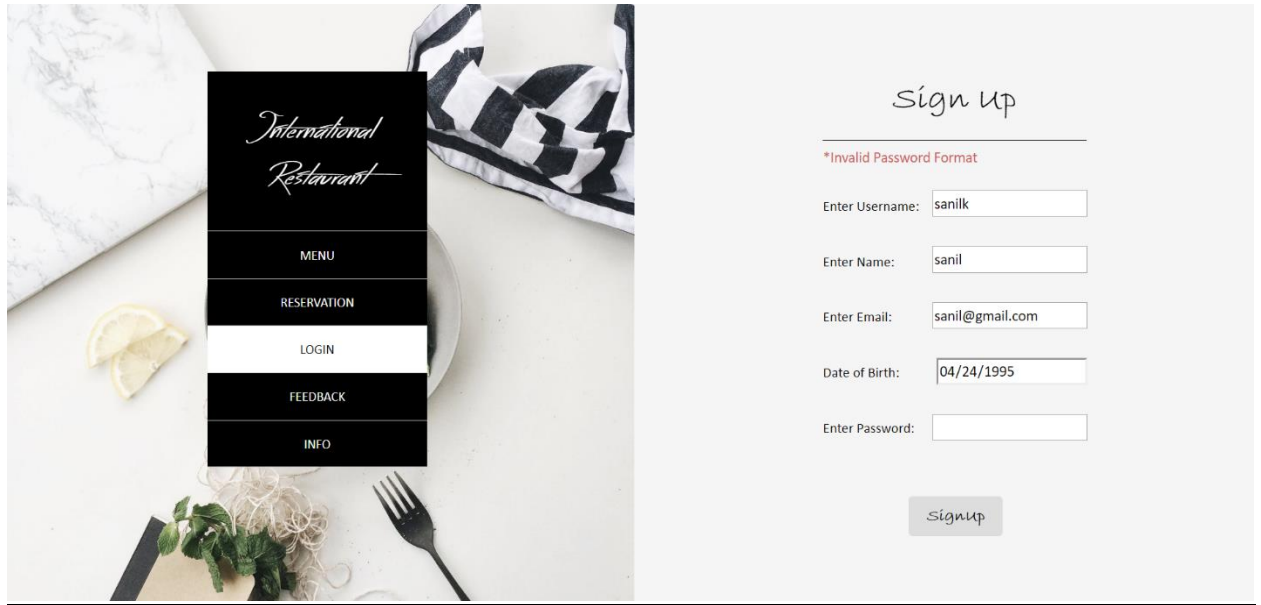 International
Restaurant
MENU
RESERVATION
LOGIN
FEEDBACK
INFO
Sign Up
*Invalid Password Format
Enter Username: sanilk
Enter Name: sanil
Enter Email: sanil@gmail.com
Date of Birth: 04/24/1995
Enter Password:
SignUp